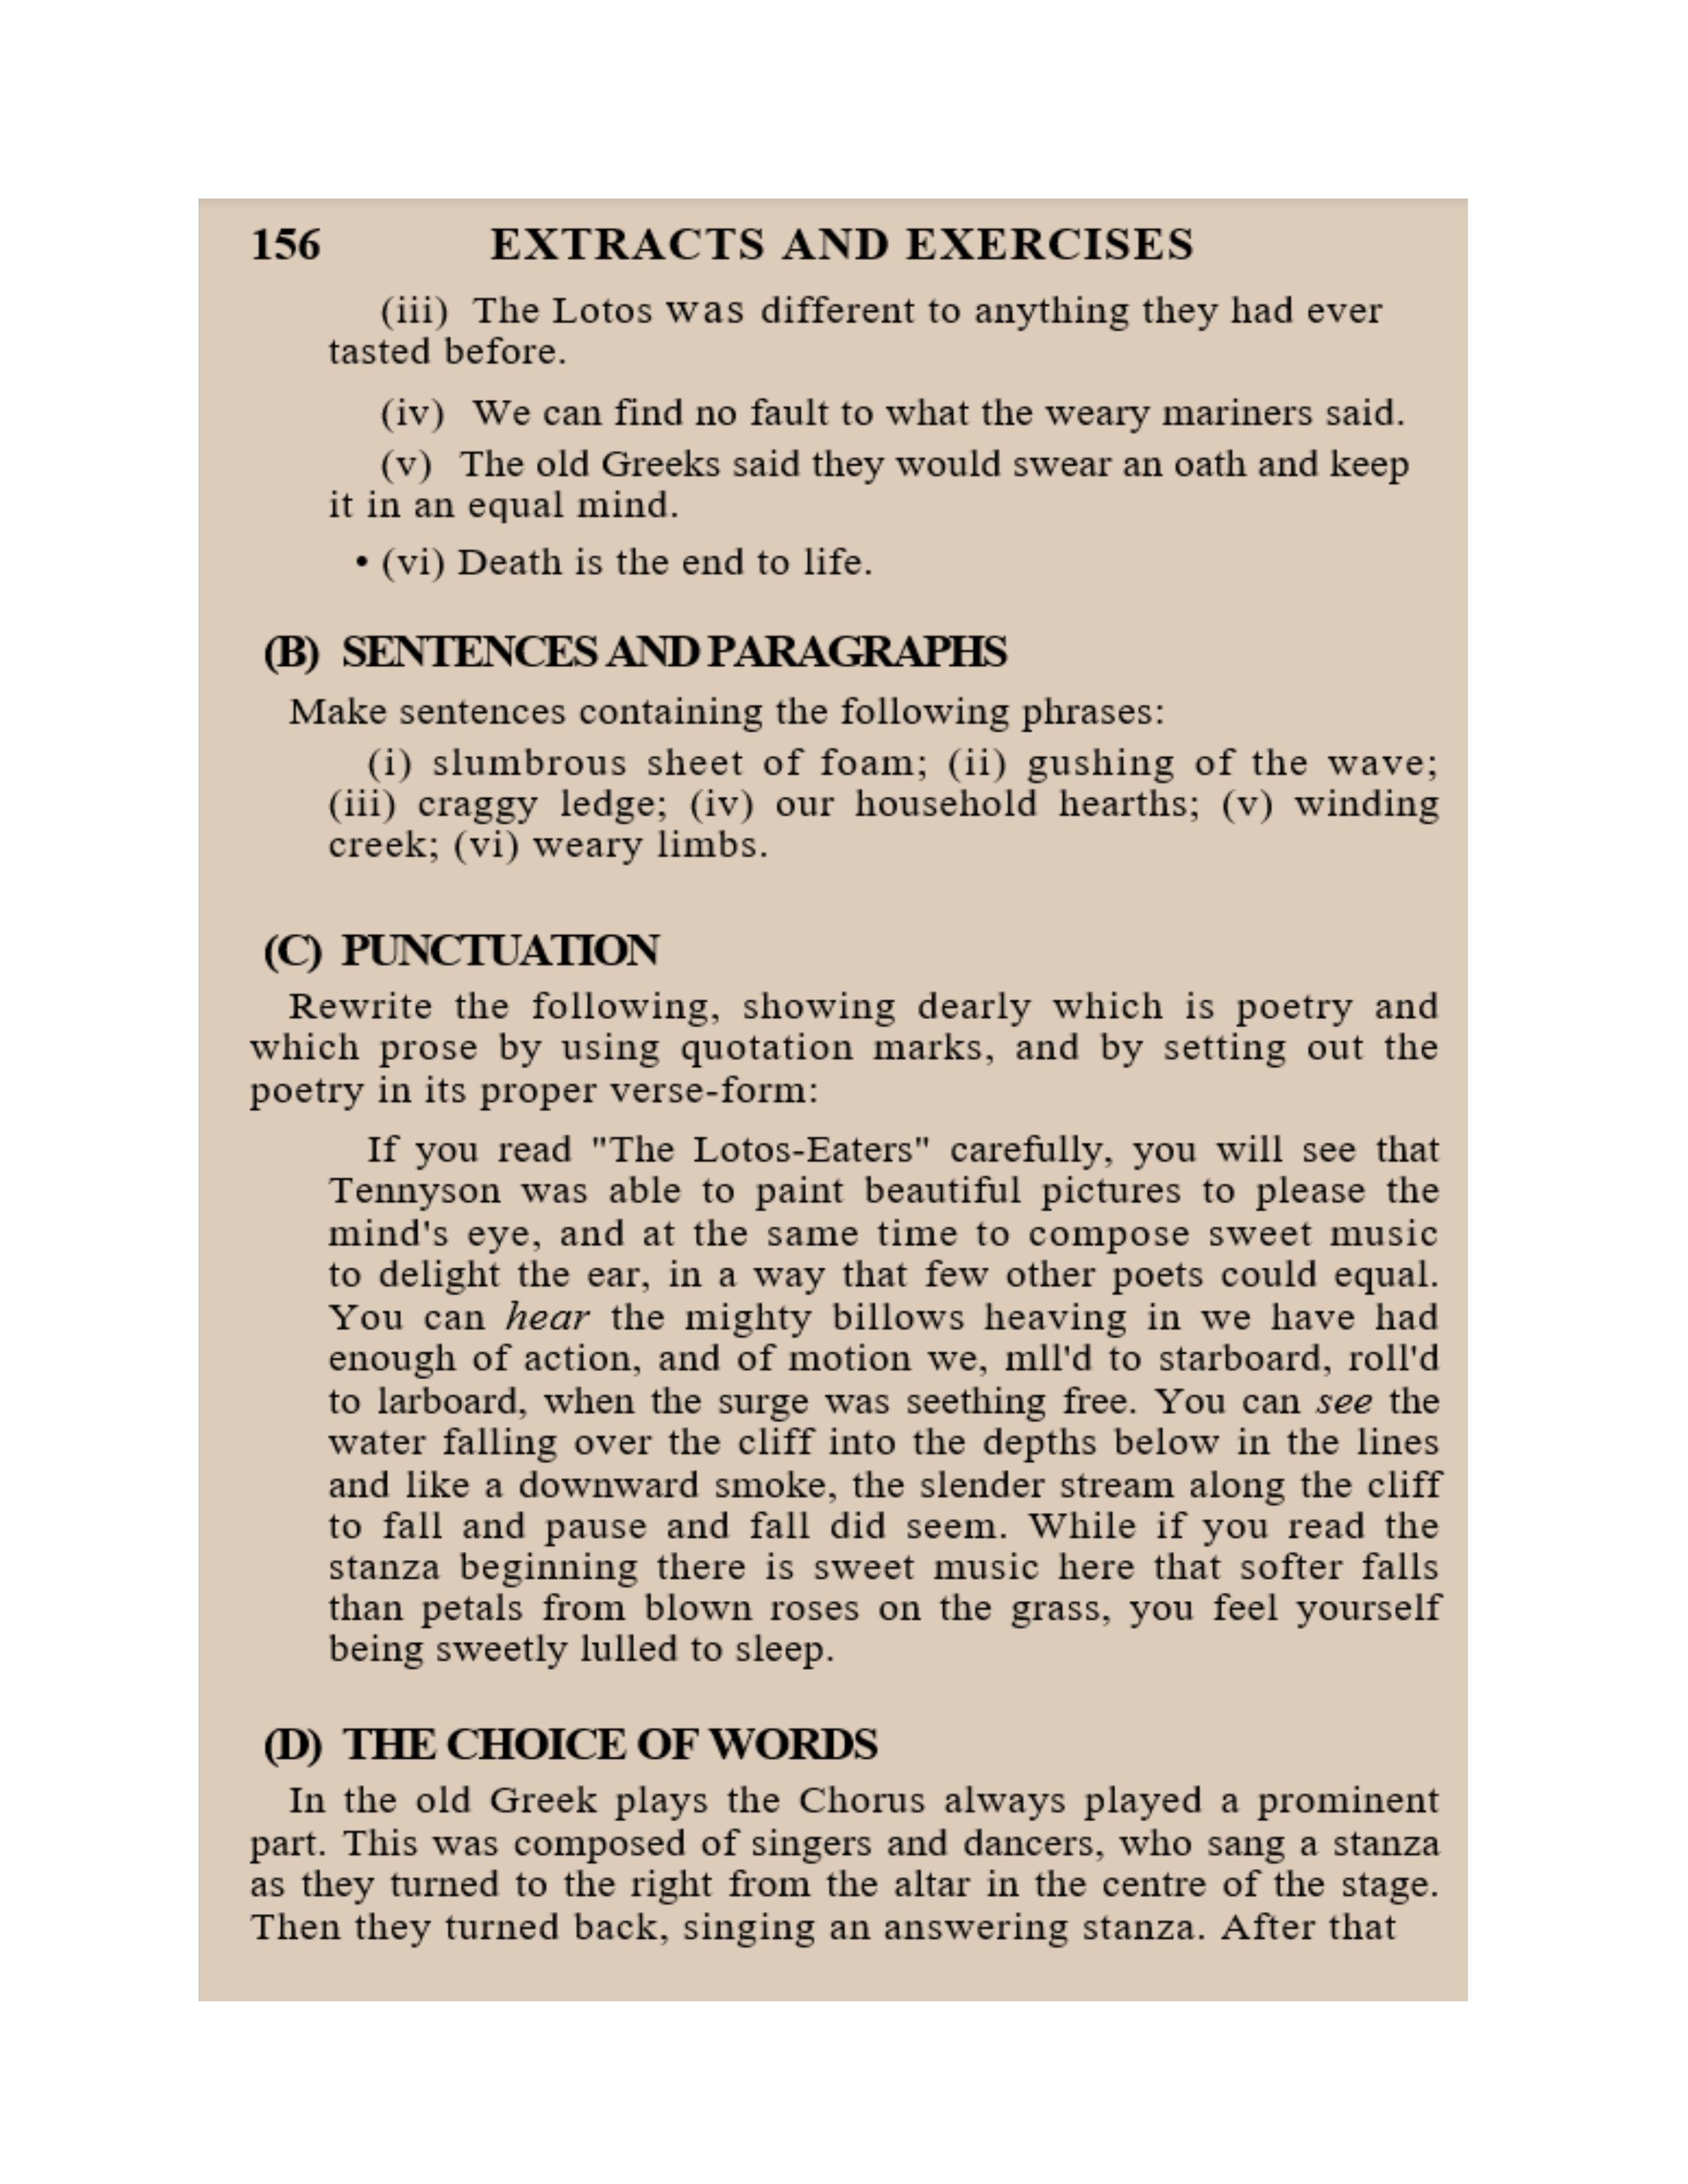 156 EXTRACTS AND EXERCISES
(iii) The Lotos was different to anything they had ever
tasted before.
(iv) We can find no fault to what the weary mariners said.
(v) The old Greeks said they would swear an oath and keep
it in an equal mind.
• (vi) Death is the end to life.
(B) SENTENCES AND PARAGRAPHS
Make sentences containing the following phrases:
(i) slumbrous sheet of foam; (ii) gushing of the wave;
(iii) craggy ledge; (iv) our household hearths; (v) winding
creek; (vi) weary limbs.
(C) PUNCTUATION
Rewrite the following, showing dearly which is poetry and
which prose by using quotation marks, and by setting out the
poetry in its proper verse-form:
If you read "The Lotos-Eaters" carefully, you will see that
Tennyson was able to paint beautiful pictures to please the
mind's eye, and at the same time to compose sweet music
to delight the ear, in a way that few other poets could equal.
You can hear the mighty billows heaving in we have had
enough of action, and of motion we, mll'd to starboard, roll'd
to larboard, when the surge was seething free. You can see the
water falling over the cliff into the depths below in the lines
and like a downward smoke, the slender stream along the cliff
to fall and pause and fall did seem. While if you read the
stanza beginning there is sweet music here that softer falls
than petals from blown roses on the grass, you feel yourself
being sweetly lulled to sleep.
(D) THE CHOICE OF WORDS
In the old Greek plays the Chorus always played a prominent
part. This was composed of singers and dancers, who sang a stanza
as they turned to the right from the altar in the centre of the stage.
Then they turned back, singing an answering stanza. After that